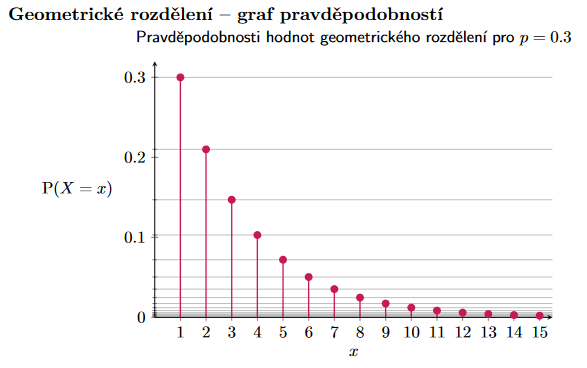 Geometrické rozdělení – graf pravděpodobností
Pravděpodobnosti hodnot geometrického rozdělení pro p = 0.3
0.3
0.2
P(X = x)
0.1
0
1 2 3 4 5 6 7 8 9 10 11 12 13 14 15
x